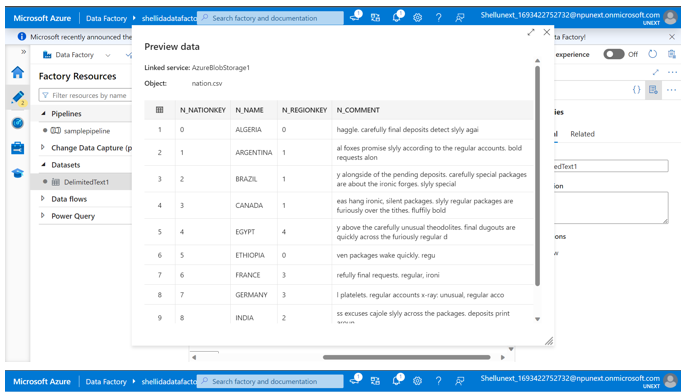 Microsoft Azure Data Factory shellidadatafacto Search factory and documentation Shellunext_1693422752732@npunext.onmicrosoft.com
UNEXT
Microsoft recently announced the ta Factory!
Data Factory experience Off
Factory Resources
Filter resources by name
Pipelines
samplepipeline
Change Data Capture (p
Datasets
DelimitedText1
Data flows
Power Query
Preview data
Linked service: AzureBlobStorage1
Object: nation.csv
N_NATIONKEY N_NAME N_REGIONKEY N_COMMENT
1 0 ALGERIA 0 haggle. carefully final deposits detect slyly agai
2 1 ARGENTINA 1 al foxes promise slyly according to the regular accounts. bold
requests alon
3 2 BRAZIL 1 y alongside of the pending deposits. carefully special packages
are about the ironic forges. slyly special
4 3 CANADA 1 eas hang ironic, silent packages. slyly regular packages are
furiously over the tithes. fluffily bold
5 4 EGYPT 4 y above the carefully unusual theodolites. final dugouts are
quickly across the furiously regular d
6 5 ETHIOPIA 0 ven packages wake quickly. regu
7 6 FRANCE 3 refully final requests. regular, ironi
8 7 GERMANY 3 l platelets. regular accounts x-ray: unusual, regular acco
9 8 INDIA 2 ss excuses cajole slyly across the packages. deposits print
ies
al Related
edText1
ion
ions
w
Microsoft Azure Data Factory shellidadatafacto Search factory and documentation Shellunext_1693422752732@npunext.onmicrosoft.com
UNEXT